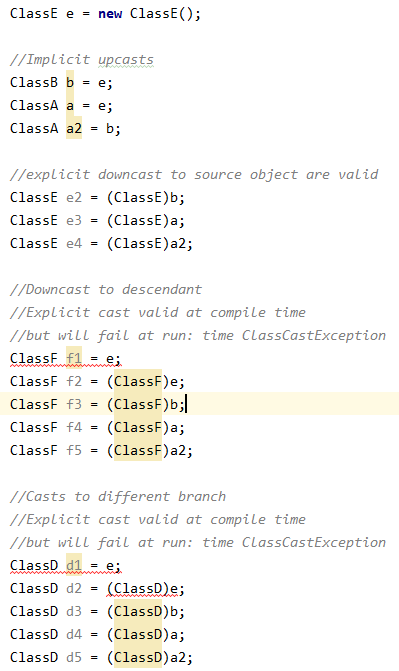 ClassE e = new ClassE();
//Implicit upcasts
ClassB b = e;
ClassA a = e;
ClassA a2 = b;
//explicit downcast to source object are valid
ClassE e2 = (ClassE)b;
ClassE e3 = (ClassE)a;
ClassE e4 = (ClassE)a2;
//Downcast to descendant
//Explicit cast valid at compile time
//but will fail at run: time ClassCastException
ClassF f1 = e;
ClassF f2 = (ClassF)e;
ClassF f3 = (ClassF)b;
ClassF f4 = (ClassF)a;
ClassF f5 = (ClassF)a2;
//Casts to different branch
//Explicit cast valid at compile time
//but will fail at run: time ClassCastException
ClassD d1 = e;
ClassD d2 = (ClassD)e;
ClassD d3 = (ClassD)b;
ClassD d4 = (ClassD)a;
ClassD d5 = (ClassD)a2;